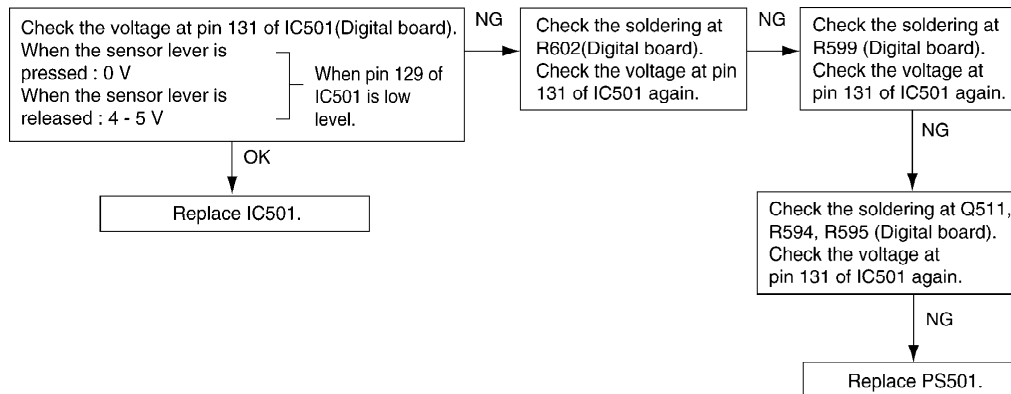 Check the voltage at pin 131 of IC501(Digital board).
When the sensor lever is
pressed : 0 V
When the sensor lever is
released : 4 - 5 V
When pin 129 of
IC501 is low
level.
NG
Check the soldering at
R602(Digital board).
Check the voltage at pin
131 of IC501 again.
NG
Check the soldering at
R599 (Digital board).
Check the voltage at
pin 131 of IC501 again.
OK
Replace IC501.
NG
Check the soldering at Q511,
R594, R595 (Digital board).
Check the voltage at
pin 131 of IC501 again.
NG
Replace PS501.